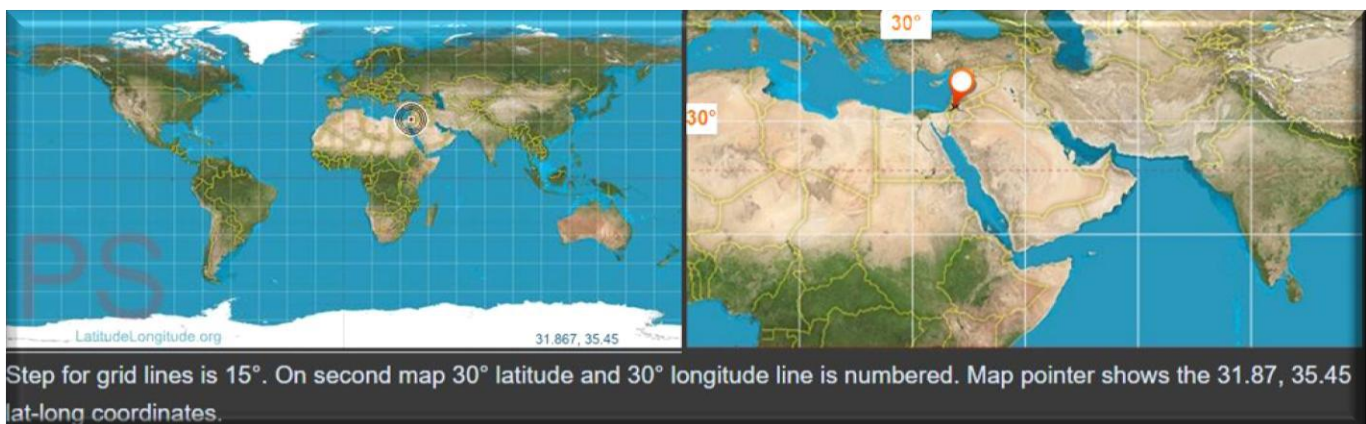 30°
30°
PS
LatitudeLongitude.org
31.867, 35.45
Step for grid lines is 15°. On second map 30° latitude and 30° longitude line is numbered. Map pointer shows the 31.87, 35.45
lat-long coordinates.